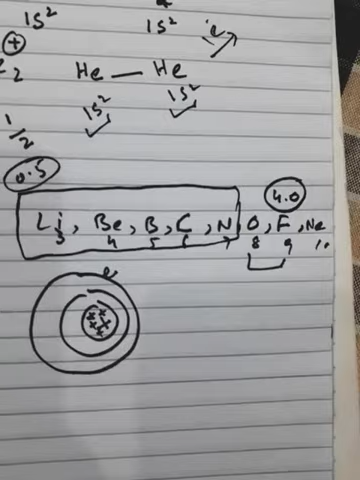 1s² 1s² e
+
2 He — He
1s² 1s²
1/2
0.5
4.0
Li, Be, B, C, N, O, F, Ne
3 4 5 6 7 8 9 10
e